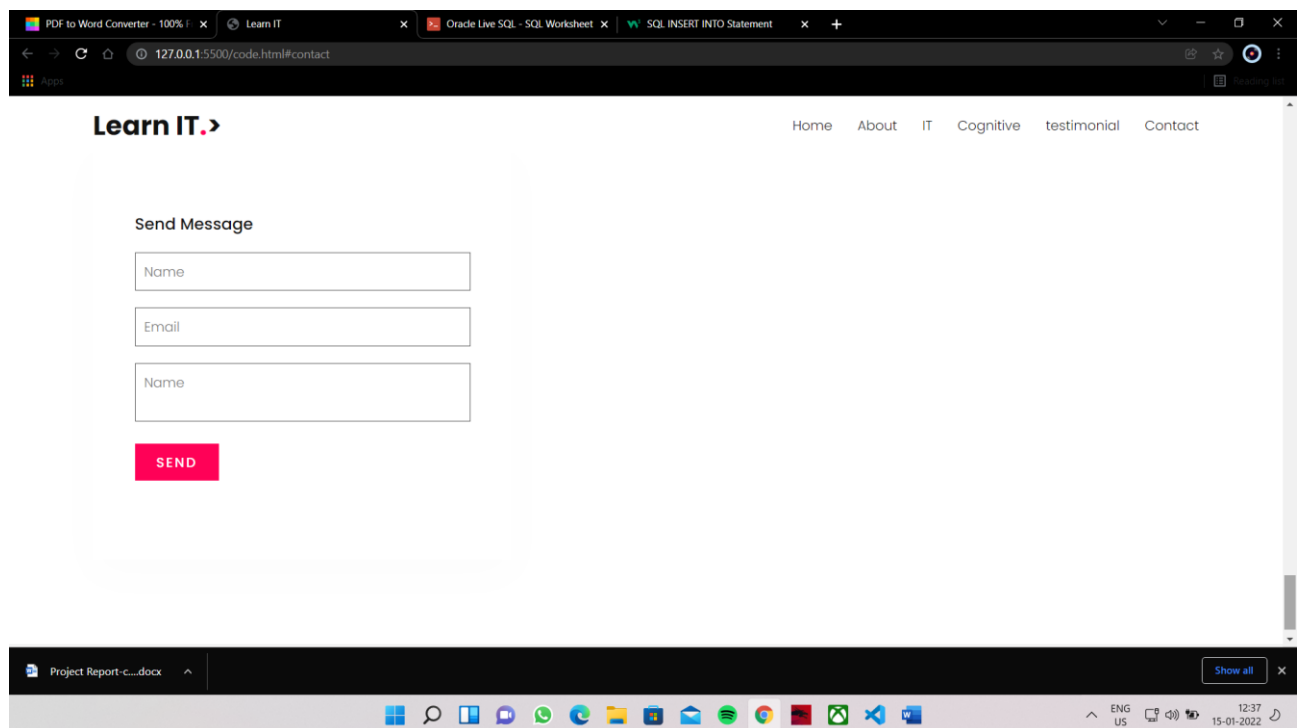 PDF to Word Converter - 100% F
Learn IT
Oracle Live SQL - SQL Worksheet
SQL INSERT INTO Statement
127.0.0.1:5500/code.html#contact
Apps
Reading list
Learn IT.>
Home About IT Cognitive testimonial Contact
Send Message
Name
Email
Name
SEND
Project Report-c....docx
Show all
ENG
US
12:37
15-01-2022